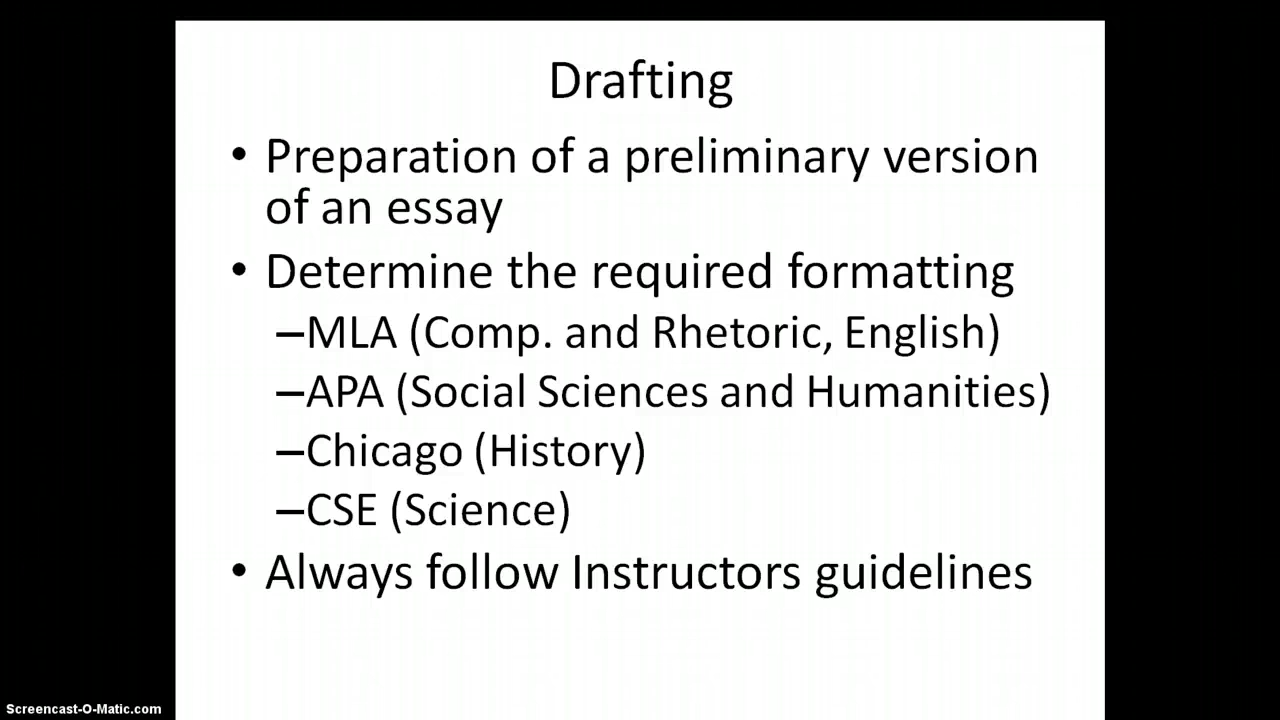 Drafting
• Preparation of a preliminary version
of an essay
• Determine the required formatting
–MLA (Comp. and Rhetoric, English)
–APA (Social Sciences and Humanities)
–Chicago (History)
–CSE (Science)
• Always follow Instructors guidelines
Screencast-O-Matic.com